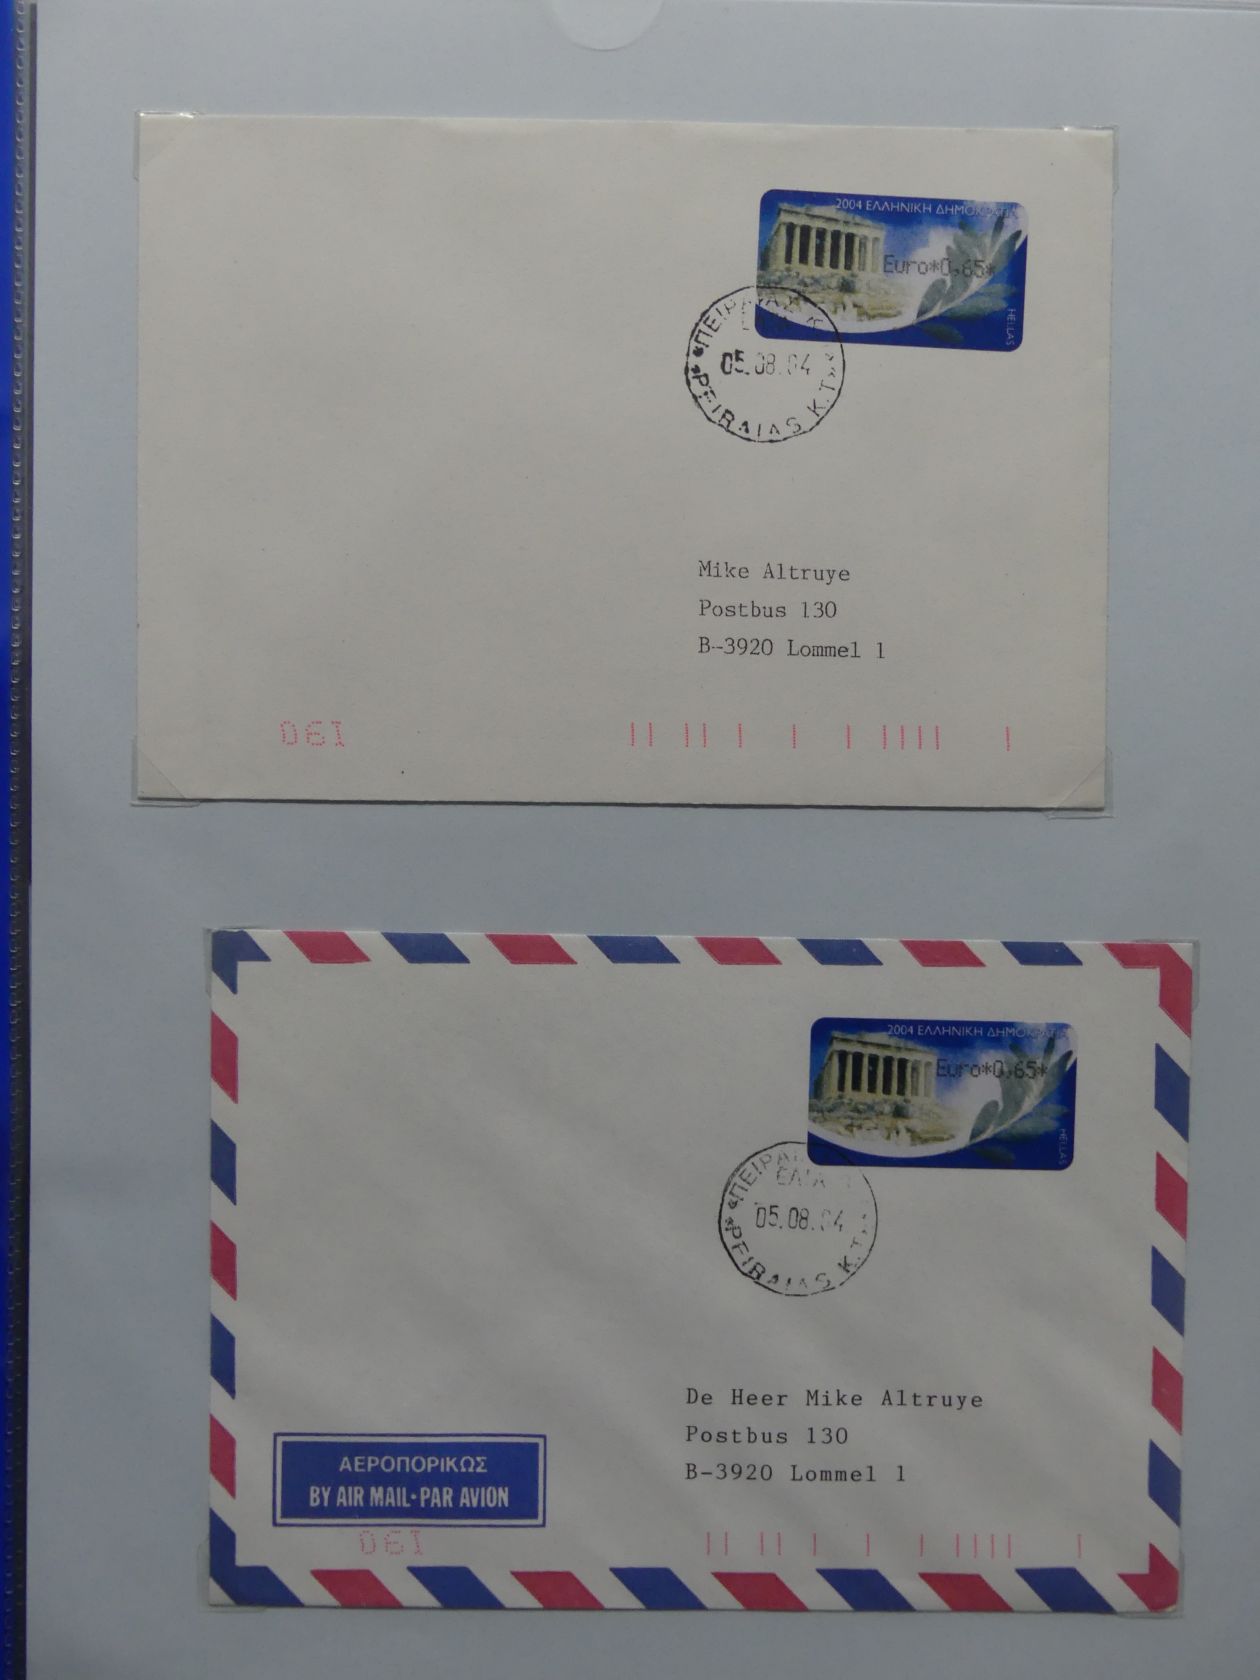 2004 ΕΛΛΗΝΙΚΗ ΔΗΜΟΚΡΑΤΙΑ
Euro*0,65*
HELLAS
05.08.04
PEIRAIAS K.T.
Mike Altruye
Postbus 130
B-3920 Lommel 1
190
2004 ΕΛΛΗΝΙΚΗ ΔΗΜΟΚΡΑΤΙΑ
Euro*0,65*
HELLAS
05.08.04
PEIRAIAS K.T.
De Heer Mike Altruye
Postbus 130
B-3920 Lommel 1
ΑΕΡΟΠΟΡΙΚΩΣ
BY AIR MAIL·PAR AVION
190